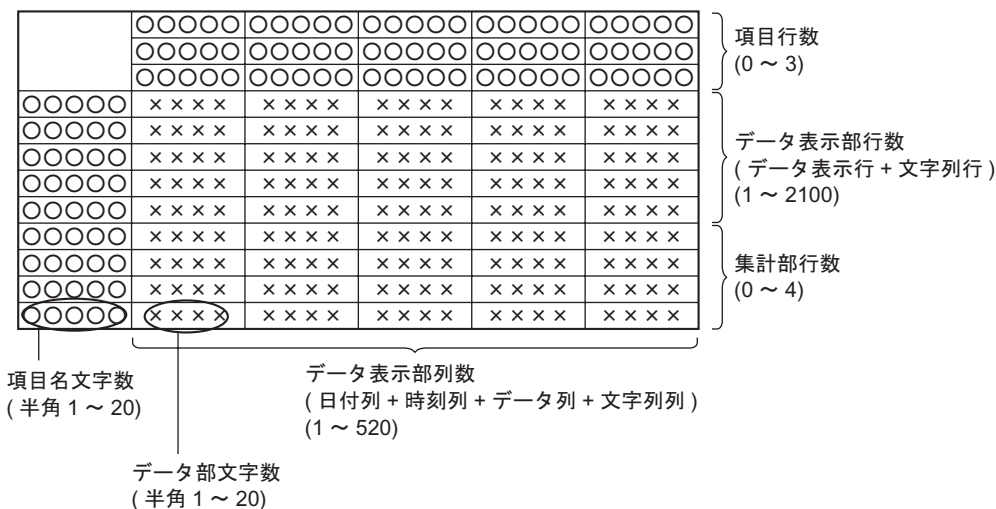 ○○○○○ ○○○○○ ○○○○○ ○○○○○ ○○○○○
○○○○○ ○○○○○ ○○○○○ ○○○○○ ○○○○○
○○○○○ ○○○○○ ○○○○○ ○○○○○ ○○○○○
項目行数
(0 ~ 3)
○○○○○ ×××× ×××× ×××× ×××× ××××
○○○○○ ×××× ×××× ×××× ×××× ××××
○○○○○ ×××× ×××× ×××× ×××× ××××
○○○○○ ×××× ×××× ×××× ×××× ××××
○○○○○ ×××× ×××× ×××× ×××× ××××
データ表示部行数
( データ表示行 + 文字列行 )
(1 ~ 2100)
○○○○○ ×××× ×××× ×××× ×××× ××××
○○○○○ ×××× ×××× ×××× ×××× ××××
○○○○○ ×××× ×××× ×××× ×××× ××××
○○○○○ ×××× ×××× ×××× ×××× ××××
集計部行数
(0 ~ 4)
項目名文字数
( 半角 1 ~ 20)
データ表示部列数
( 日付列 + 時刻列 + データ列 + 文字列列 )
(1 ~ 520)
データ部文字数
( 半角 1 ~ 20)